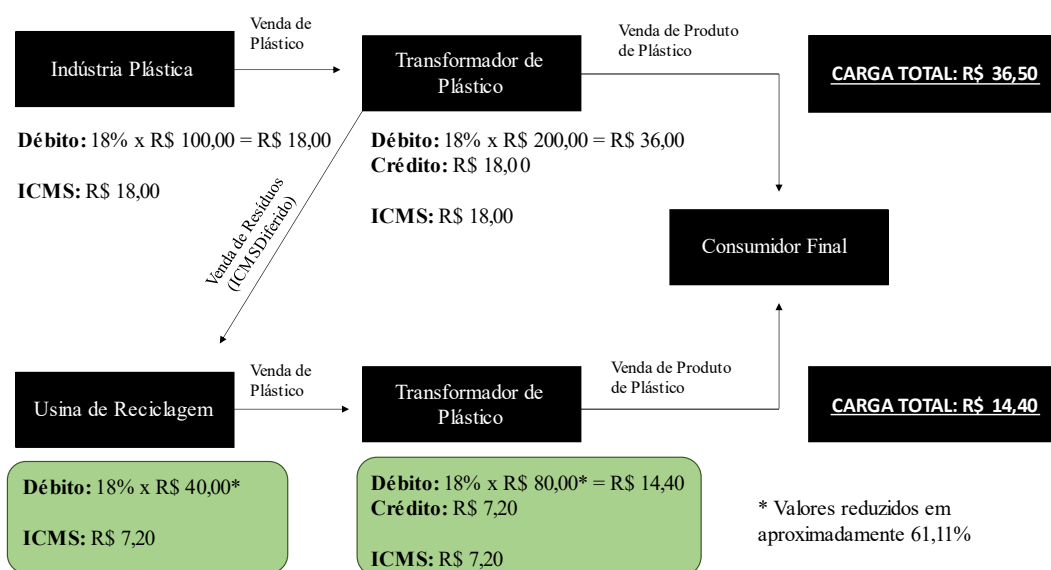 Venda de
Plástico
Indústria Plástica
Transformador de
Plástico
Venda de Produto
de Plástico
CARGA TOTAL: R$ 36,50
Débito: 18% x R$ 100,00 = R$ 18,00
ICMS: R$ 18,00
Débito: 18% x R$ 200,00 = R$ 36,00
Crédito: R$ 18,00
ICMS: R$ 18,00
Venda de Resíduos
(ICMSDiferido)
Consumidor Final
Usina de Reciclagem
Venda de
Plástico
Transformador de
Plástico
Venda de Produto
de Plástico
CARGA TOTAL: R$ 14,40
Débito: 18% x R$ 40,00*
ICMS: R$ 7,20
Débito: 18% x R$ 80,00* = R$ 14,40
Crédito: R$ 7,20
ICMS: R$ 7,20
* Valores reduzidos em
aproximadamente 61,11%